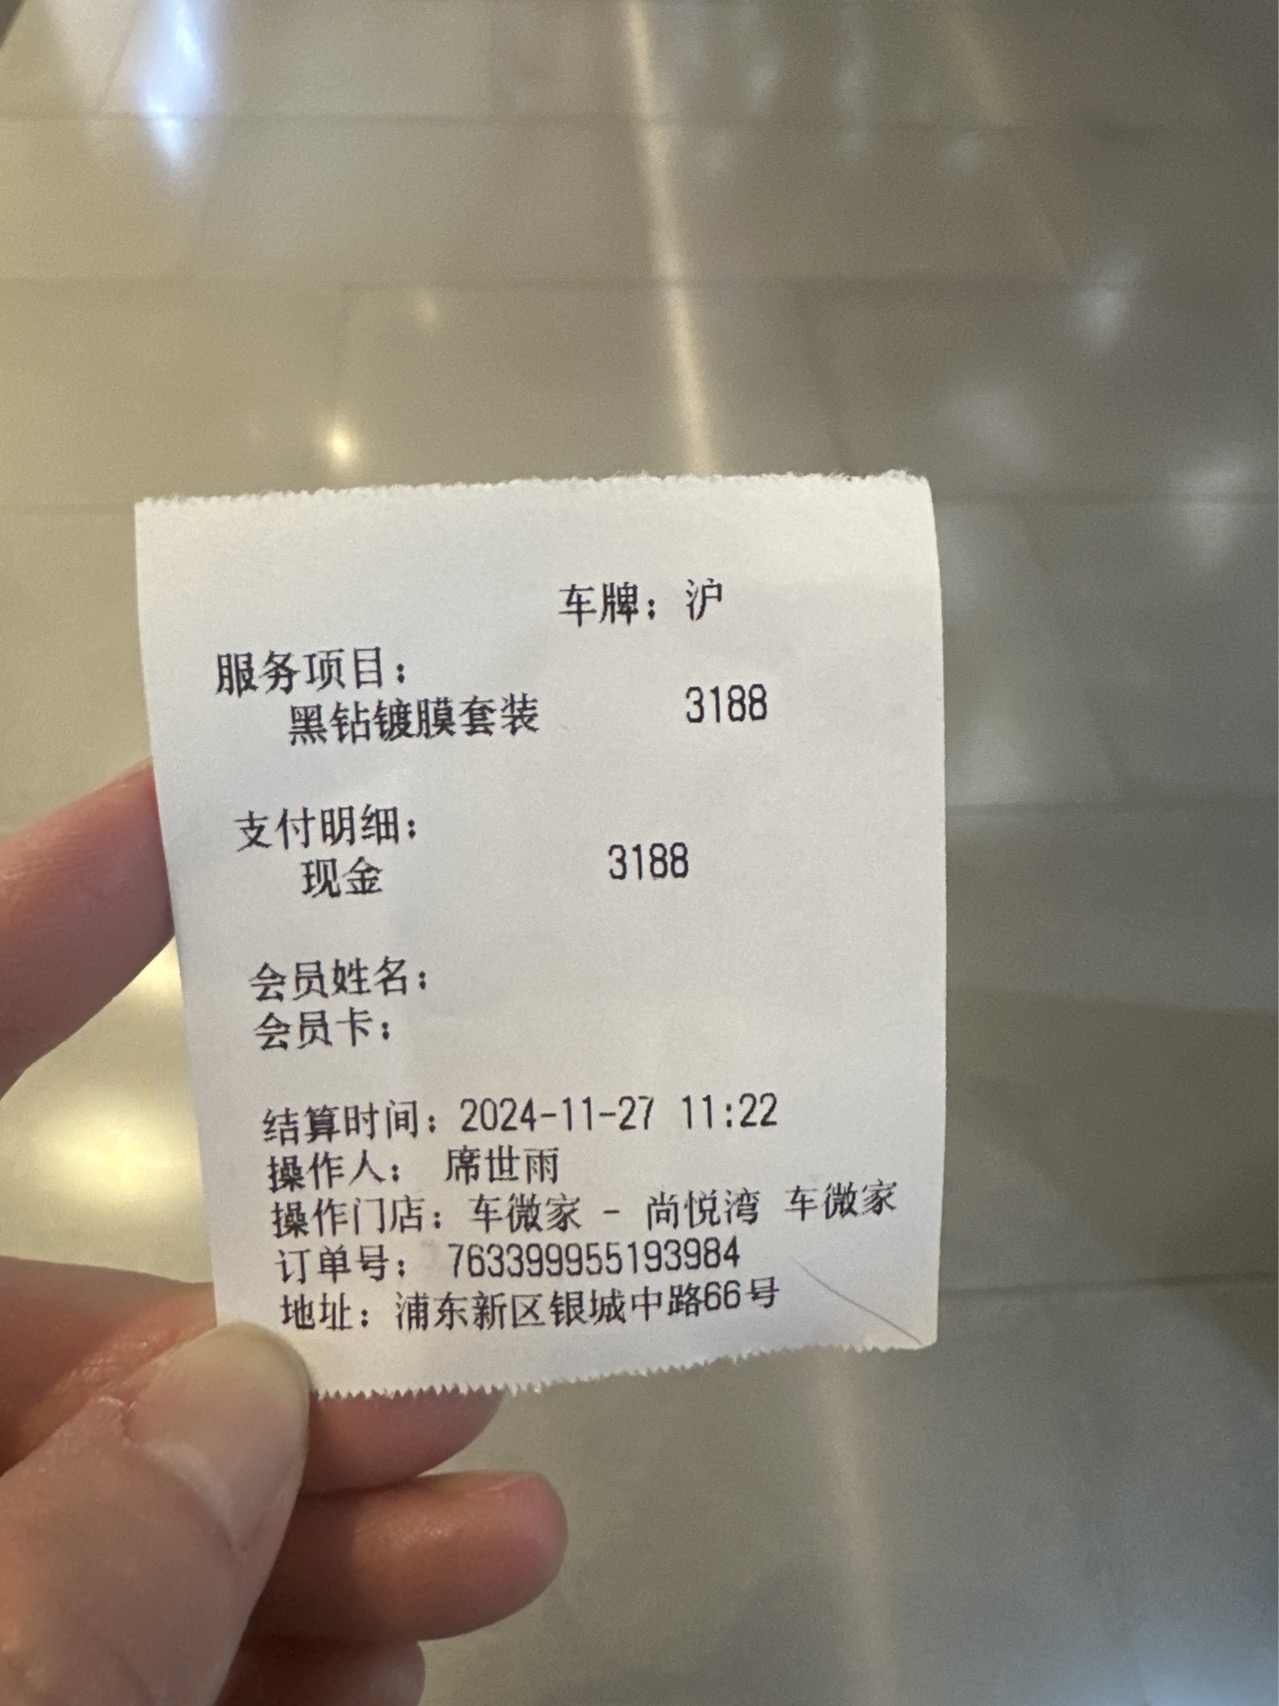 车牌：沪
服务项目：
黑钻镀膜套装 3188
支付明细：
现金 3188
会员姓名：
会员卡：
结算时间：2024-11-27 11:22
操作人： 席世雨
操作门店：车微家 - 尚悦湾 车微家
订单号： 763399955193984
地址：浦东新区银城中路66号